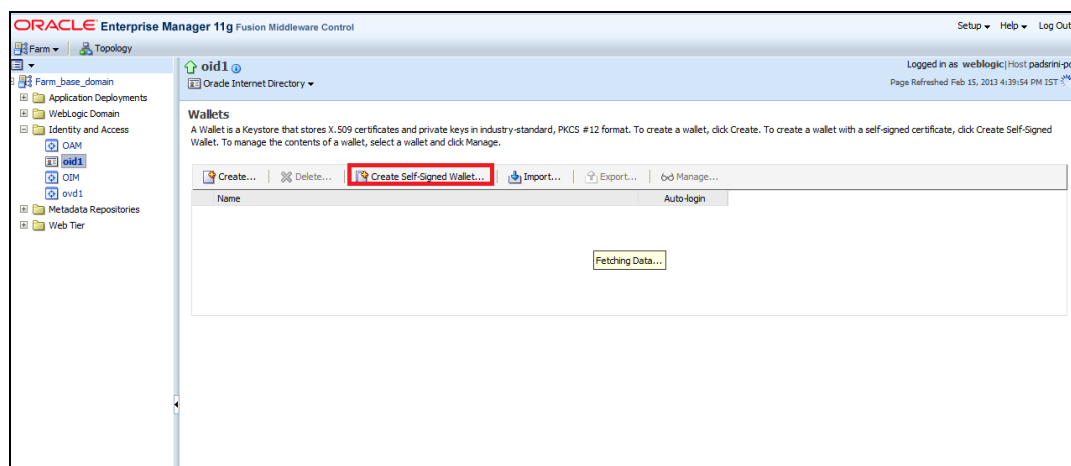 ORACLE Enterprise Manager 11g Fusion Middleware Control
Setup Help Log Out
Farm Topology
oid1
Logged in as weblogic|Host padsrini-pc
Farm_base_domain
Oracle Internet Directory
Page Refreshed Feb 15, 2013 4:39:54 PM IST
Application Deployments
WebLogic Domain
Identity and Access
OAM
oid1
OIM
ovd1
Metadata Repositories
Web Tier
Wallets
A Wallet is a Keystore that stores X.509 certificates and private keys in industry-standard, PKCS #12 format. To create a wallet, click Create. To create a wallet with a self-signed certificate, click Create Self-Signed
Wallet. To manage the contents of a wallet, select a wallet and click Manage.
Create... Delete... Create Self-Signed Wallet... Import... Export... Manage...
Name Auto-login
Fetching Data...